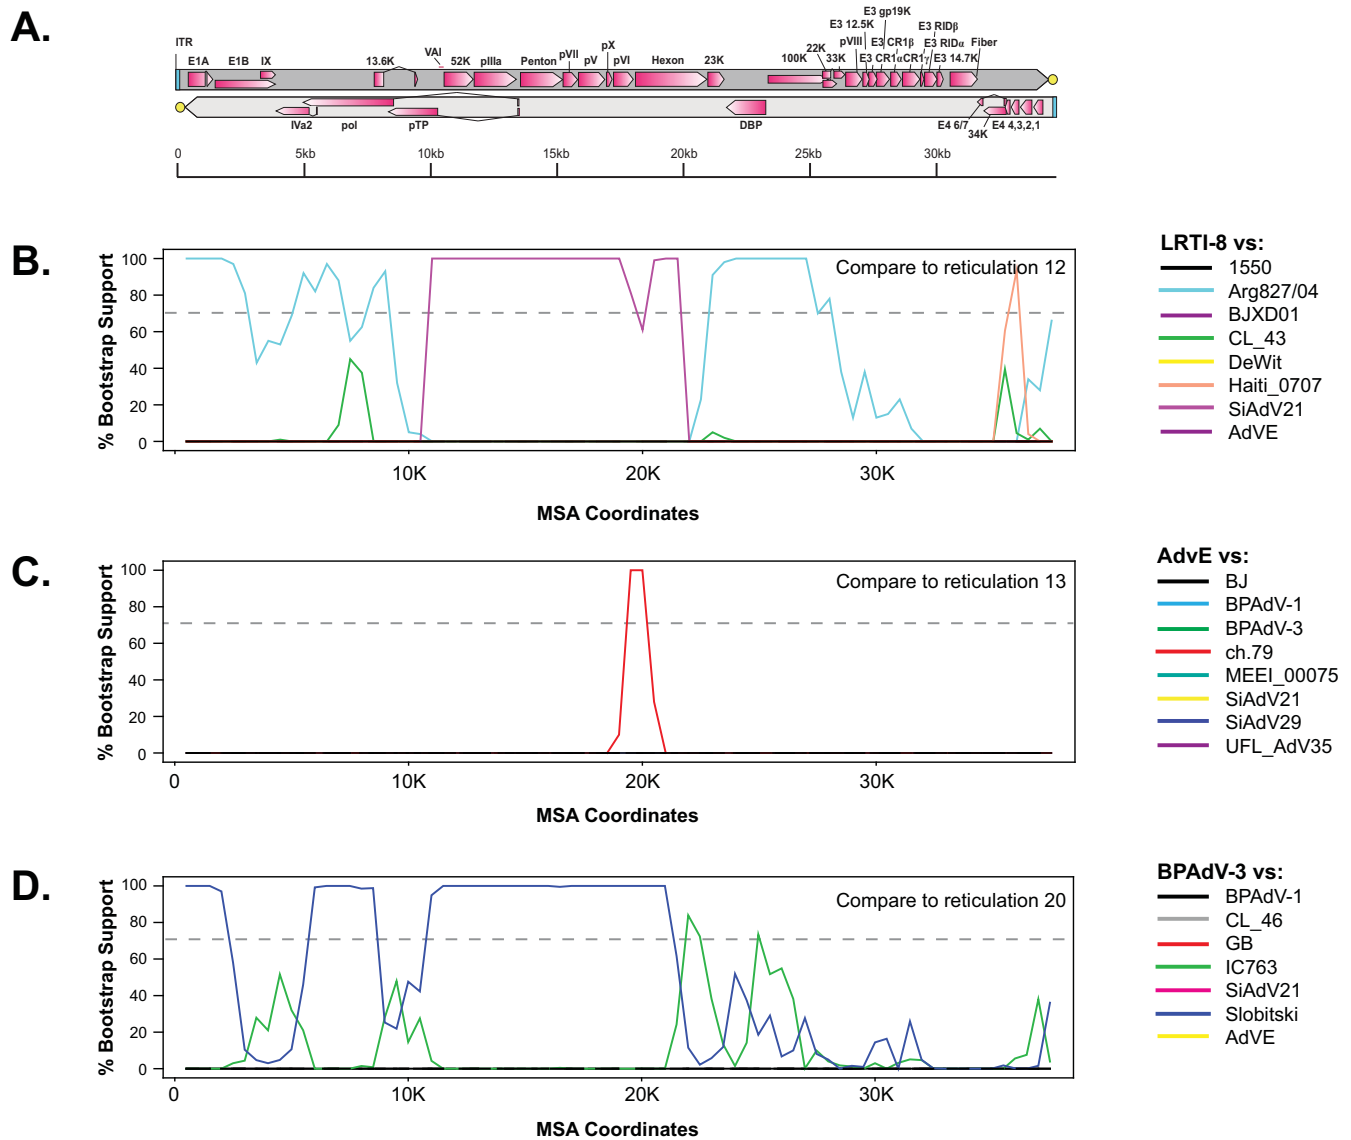 A.
E3 gp19K
E3 12.5K E3 RIDβ
ITR VAI pX 22K pVIII E3 CR1β E3 RIDα Fiber
E1A E1B IX 13.6K 52K pIIIa Penton pVII pV pVI Hexon 23K 100K 33K E3 CR1α CR1γ E3 14.7K
IVa2 pol pTP DBP E4 6/7 34K E4 4,3,2,1
0 5kb 10kb 15kb 20kb 25kb 30kb
B.
% Bootstrap Support
100
80
60
40
20
0
Compare to reticulation 12
0 10K 20K 30K
MSA Coordinates
LRTI-8 vs:
1550
Arg827/04
BJXD01
CL_43
DeWit
Haiti_0707
SiAdV21
AdVE
C.
% Bootstrap Support
100
80
60
40
20
0
Compare to reticulation 13
0 10K 20K 30K
MSA Coordinates
AdvE vs:
BJ
BPAdV-1
BPAdV-3
ch.79
MEEI_00075
SiAdV21
SiAdV29
UFL_AdV35
D.
% Bootstrap Support
100
80
60
40
20
0
Compare to reticulation 20
0 10K 20K 30K
MSA Coordinates
BPAdV-3 vs:
BPAdV-1
CL_46
GB
IC763
SiAdV21
Slobitski
AdVE